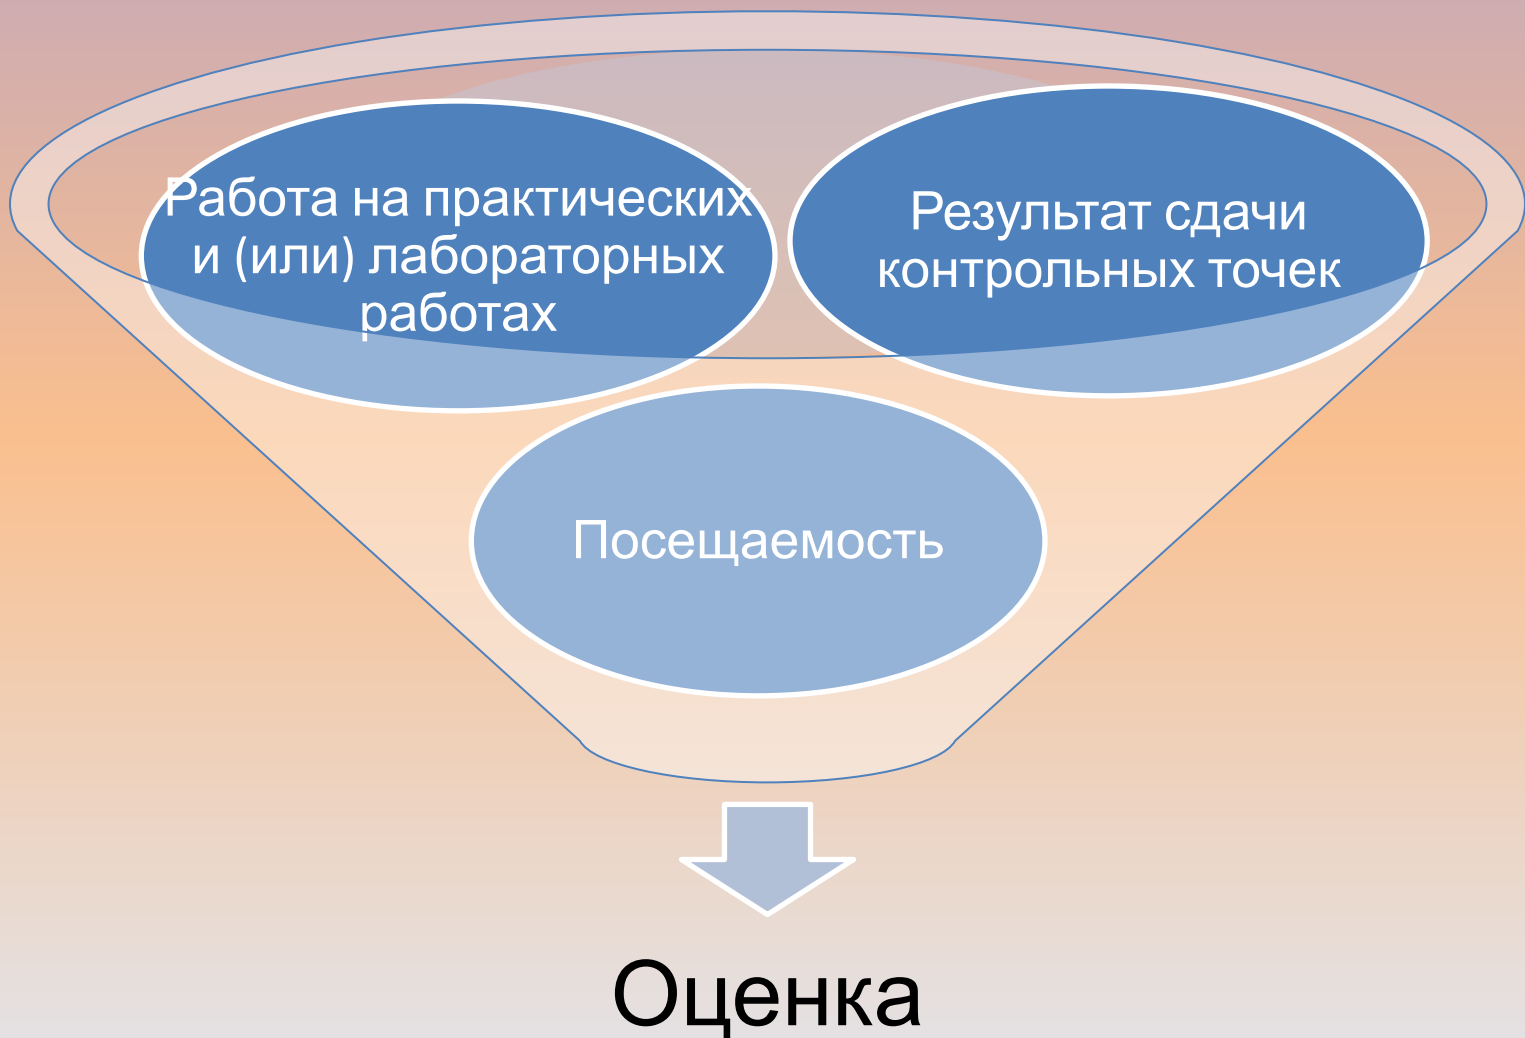 Работа на практических
и (или) лабораторных
работах
Результат сдачи
контрольных точек
Посещаемость
Оценка